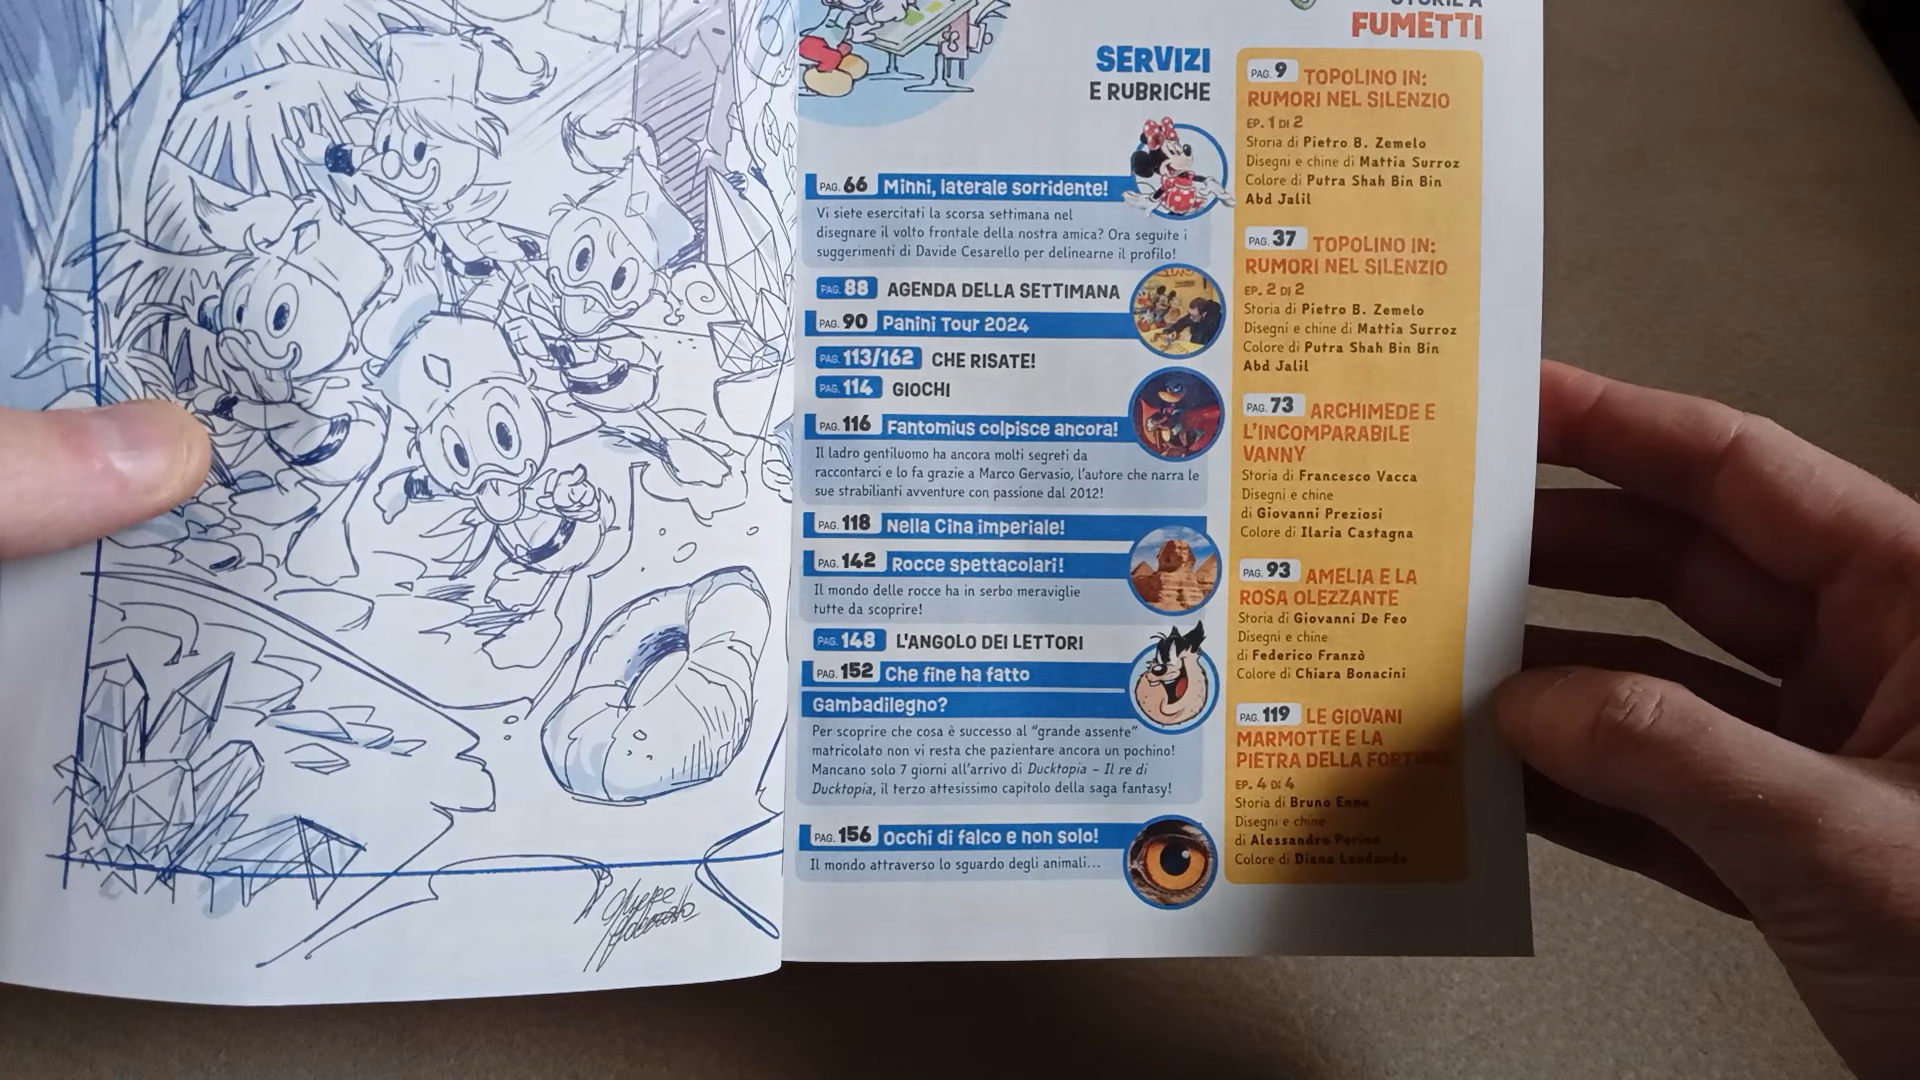 SERVIZI
E RUBRICHE
PAG. 66 Minni, laterale sorridente!
Vi siete esercitati la scorsa settimana nel
disegnare il volto frontale della nostra amica? Ora seguite i
suggerimenti di Davide Cesarello per delinearne il profilo!
PAG. 88 AGENDA DELLA SETTIMANA
PAG. 90 Panini Tour 2024
PAG. 113/162 CHE RISATE!
PAG. 114 GIOCHI
PAG. 116 Fantomius colpisce ancora!
Il ladro gentiluomo ha ancora molti segreti da
raccontarci e lo fa grazie a Marco Gervasio, l'autore che narra le
sue strabilianti avventure con passione dal 2012!
PAG. 118 Nella Cina imperiale!
PAG. 142 Rocce spettacolari!
Il mondo delle rocce ha in serbo meraviglie
tutte da scoprire!
PAG. 148 L'ANGOLO DEI LETTORI
PAG. 152 Che fine ha fatto
Gambadilegno?
Per scoprire che cosa è successo al "grande assente"
matricolato non vi resta che pazientare ancora un pochino!
Mancano solo 7 giorni all'arrivo di Ducktopia – Il re di
Ducktopia, il terzo attesissimo capitolo della saga fantasy!
PAG. 156 Occhi di falco e non solo!
Il mondo attraverso lo sguardo degli animali...
STORIE A
FUMETTI
PAG. 9 TOPOLINO IN:
RUMORI NEL SILENZIO
EP. 1 DI 2
Storia di Pietro B. Zemelo
Disegni e chine di Mattia Surroz
Colore di Putra Shah Bin Bin
Abd Jalil
PAG. 37 TOPOLINO IN:
RUMORI NEL SILENZIO
EP. 2 DI 2
Storia di Pietro B. Zemelo
Disegni e chine di Mattia Surroz
Colore di Putra Shah Bin Bin
Abd Jalil
PAG. 73 ARCHIMEDE E
L'INCOMPARABILE
VANNY
Storia di Francesco Vacca
Disegni e chine
di Giovanni Preziosi
Colore di Ilaria Castagna
PAG. 93 AMELIA E LA
ROSA OLEZZANTE
Storia di Giovanni De Feo
Disegni e chine
di Federico Franzò
Colore di Chiara Bonacini
PAG. 119 LE GIOVANI
MARMOTTE E LA
PIETRA DELLA FORTUNA
EP. 4 DI 4
Storia di Bruno Enna
Disegni e chine
di Alessandro Perina
Colore di Diana Laudando